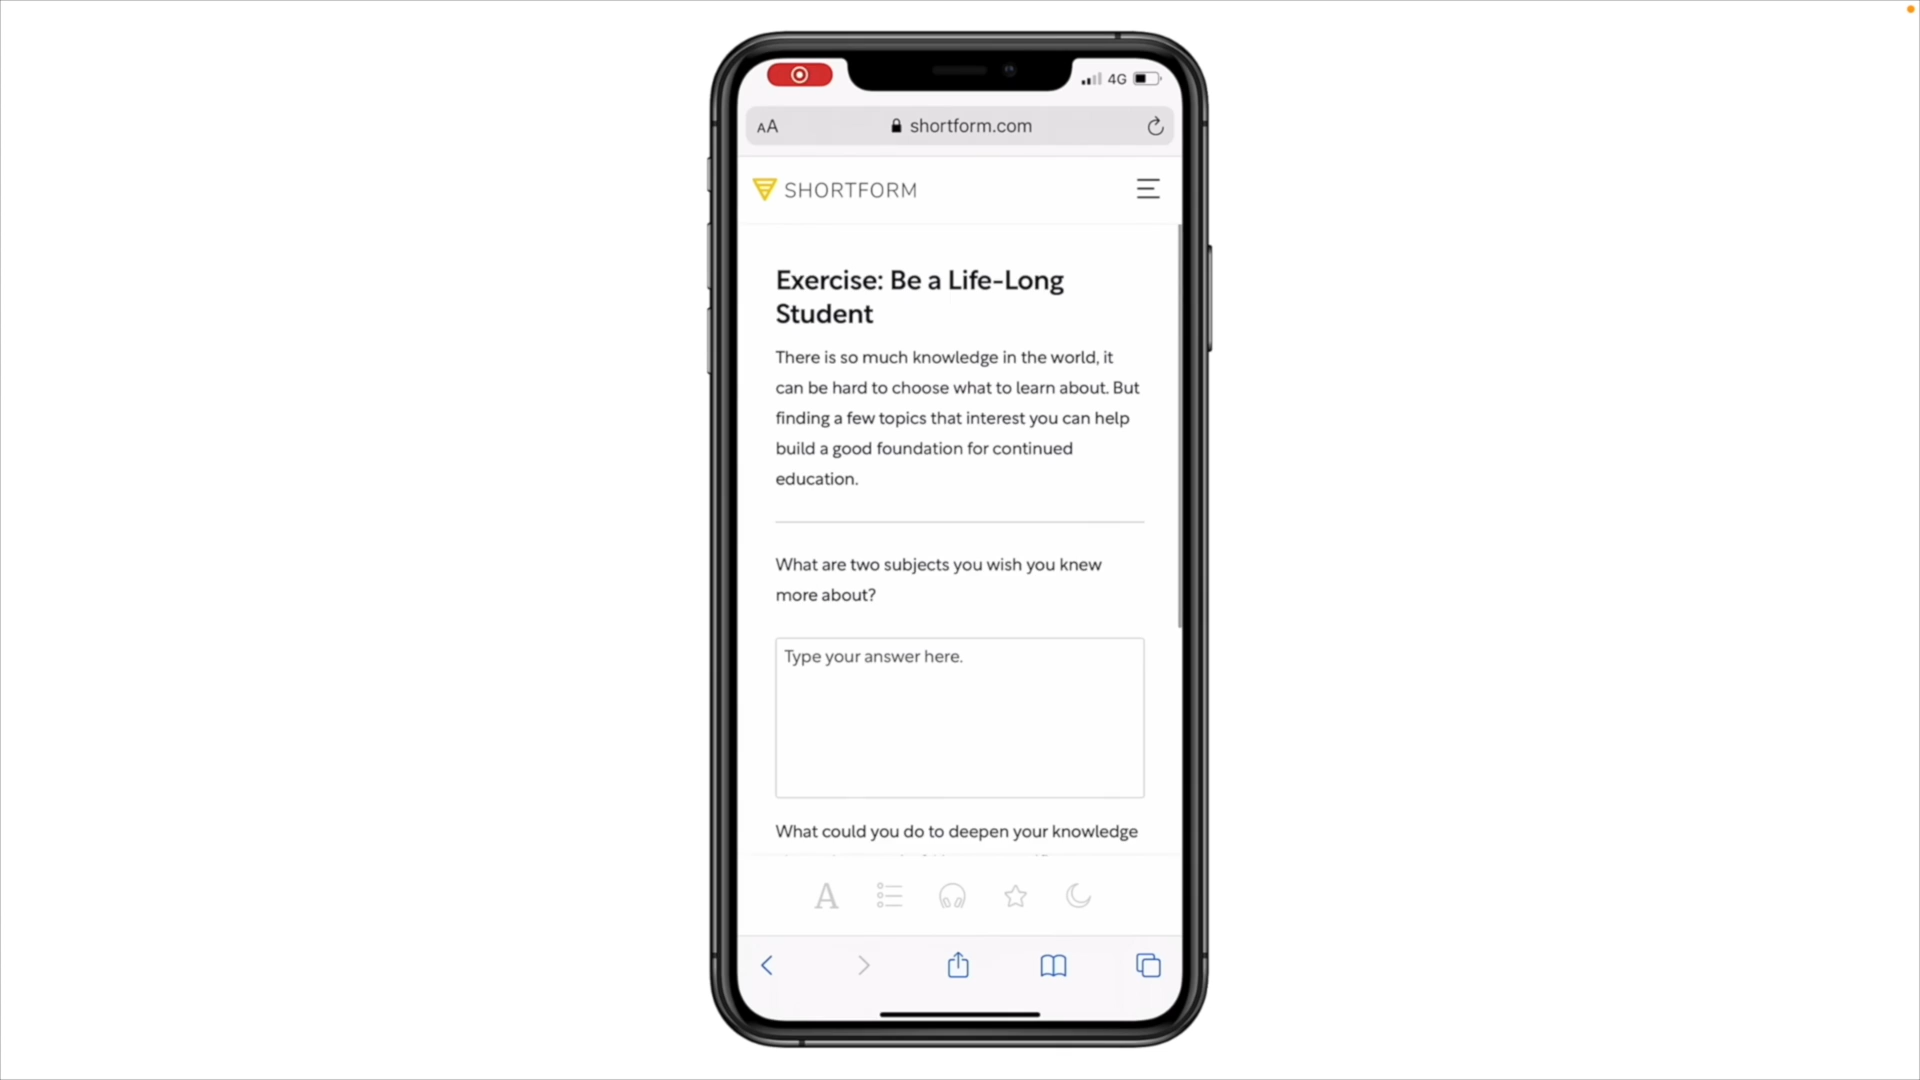 4G
AA
shortform.com
SHORTFORM
Exercise: Be a Life-Long
Student
There is so much knowledge in the world, it
can be hard to choose what to learn about. But
finding a few topics that interest you can help
build a good foundation for continued
education.
What are two subjects you wish you knew
more about?
Type your answer here.
What could you do to deepen your knowledge
A